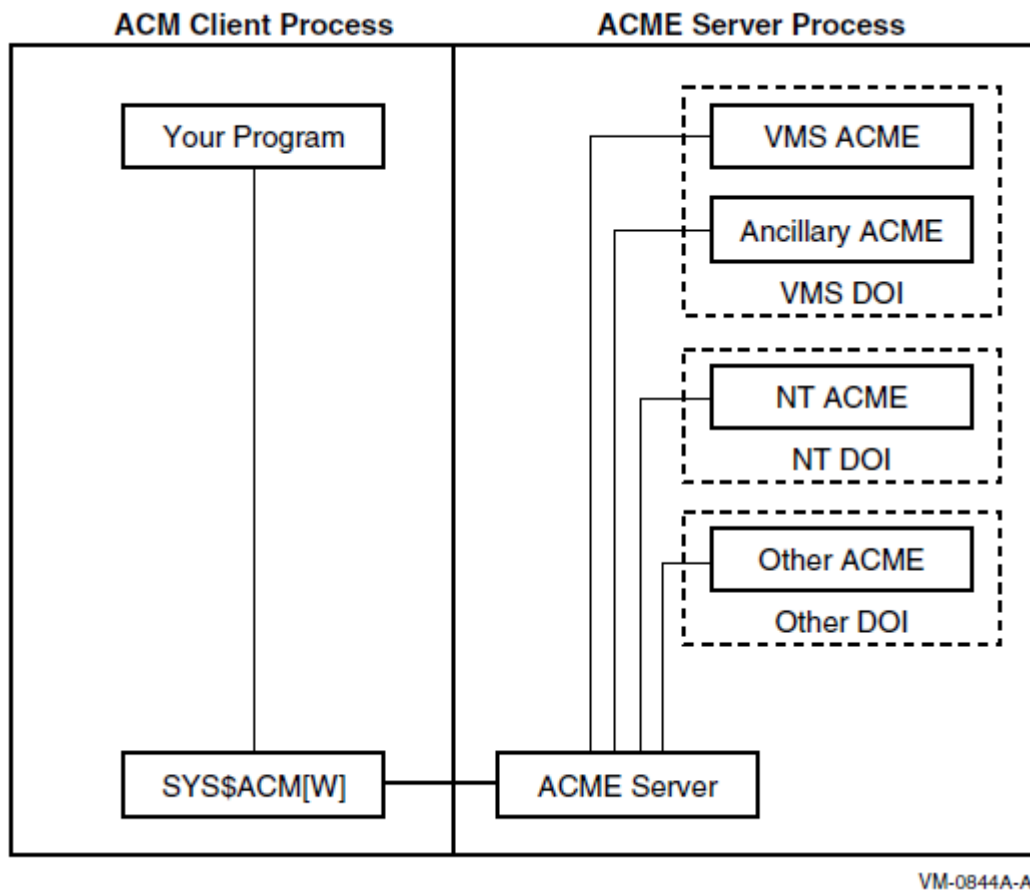 ACM Client Process
ACME Server Process
Your Program
VMS ACME
Ancillary ACME
VMS DOI
NT ACME
NT DOI
Other ACME
Other DOI
SYS$ACM[W]
ACME Server
VM-0844A-A